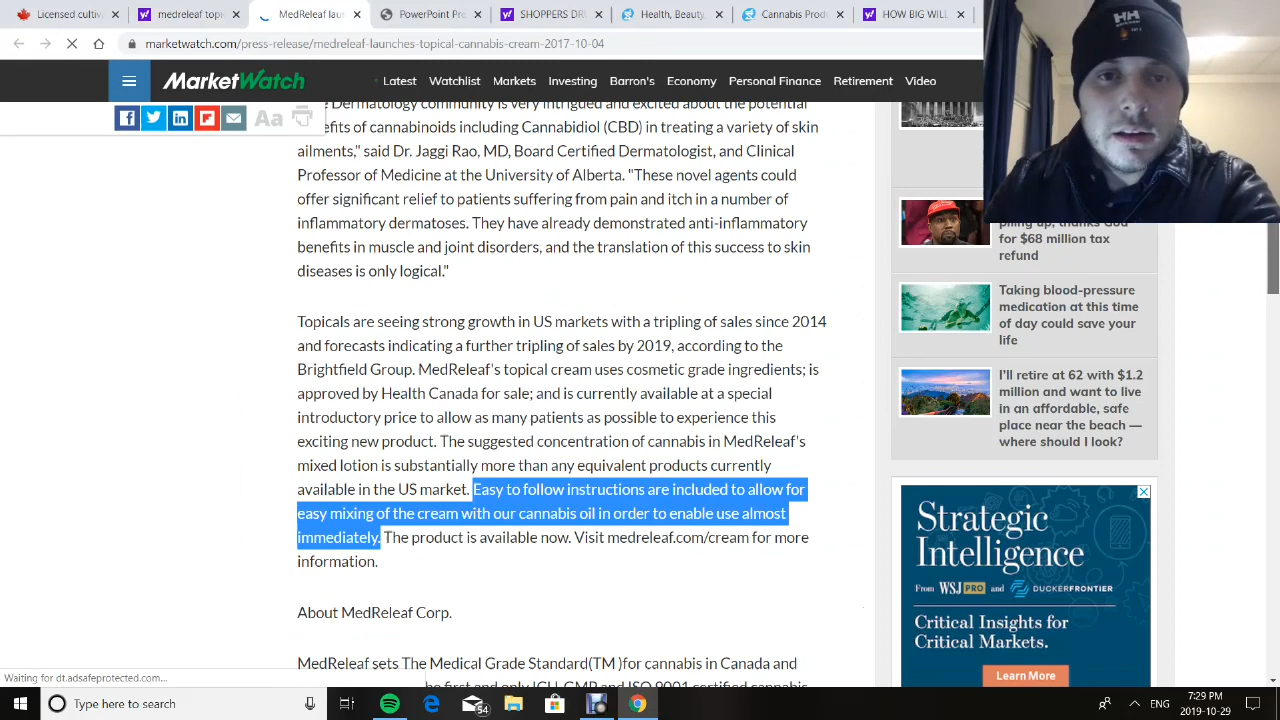 canada's topi
MedReleaf lau
Powered by Tint
SHOPPERS DR
Health, Beauty
Cannabis Prod
HOW BIG WILL
marketwatch.com/press-release/medreleaf-launches-topical-cannabis-cream-2017-10-04
HH
MarketWatch
Latest Watchlist Markets Investing Barron's Economy Personal Finance Retirement Video
Aa
Dermatology community is very intrigued and excited about the potential
of cannabinoids including Cannabidiol (CBD) in treating a variety of skin
ailments," said Dr. Jaggi Rao, MD, Board Certified Dermatologist, and Clinical
Professor of Medicine at the University of Alberta. "These novel agents could
offer significant relief to patients suffering from pain and itch in a number of
inflammatory dermatoses. They have already demonstrated anti-inflammatory
benefits in muscle and joint disorders, and the translation of this success to skin
diseases is only logical."
Topicals are seeing strong growth in US markets with a tripling of sales since 2014
and forecasts indicating a further tripling of sales by 2019, according to the
Brightfield Group. MedReleaf's topical cream uses cosmetic grade ingredients; is
approved by Health Canada for sale; and is currently available at a special
introductory price to allow as many patients as possible to experience this
exciting new product. The suggested concentration of cannabis in MedReleaf's
mixed lotion is substantially more than any equivalent products currently
available in the US market. Easy to follow instructions are included to allow for
easy mixing of the cream with our cannabis oil in order to enable use almost
immediately. The product is available now. Visit medreleaf.com/cream for more
information.
About MedReleaf Corp.
MedReleaf sets The Medical Grade Standard(TM )for cannabis in Canada and
first and only ICH-GMP and ISO 9001 certified cannabis
for $68 million tax
refund
Taking blood-pressure
medication at this time
of day could save your
life
I'll retire at 62 with $1.2
million and want to live
in an affordable, safe
place near the beach —
where should I look?
Strategic
Intelligence
From WSJ PRO and DUCKERFRONTIER
Critical Insights for
Critical Markets.
Learn More
Waiting for dt.adsafeprotected.com...
Type here to search
54
ENG
7:29 PM
2019-10-29